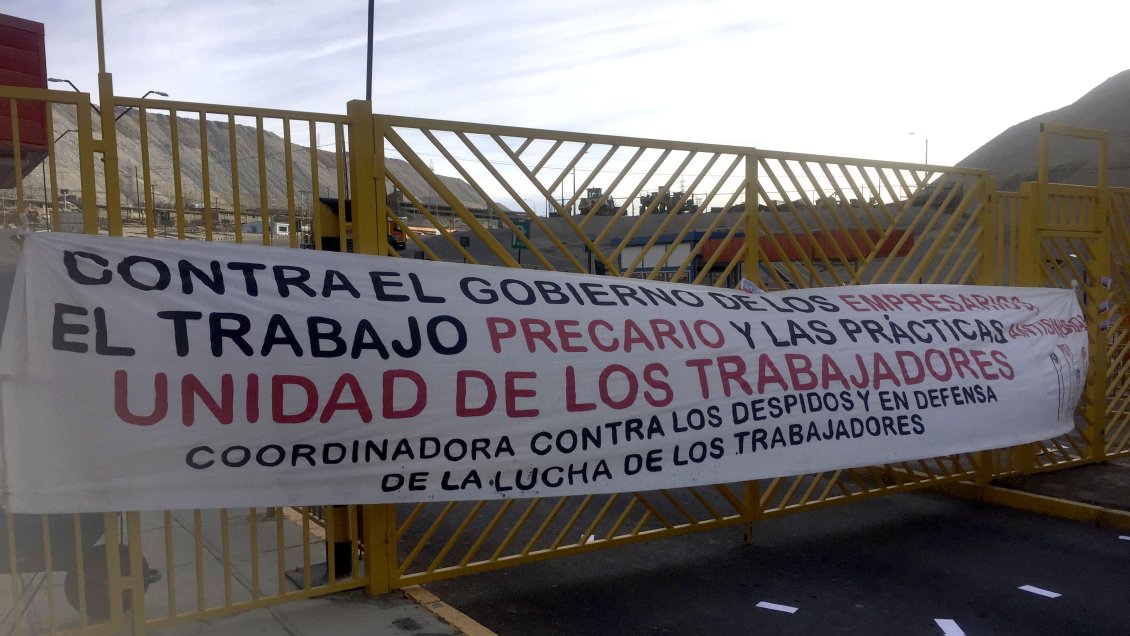 CONTRA EL GOBIERNO DE LOS EMPRESARIOS,
EL TRABAJO PRECARIO Y LAS PRÁCTICAS ANTISINDICALES
UNIDAD DE LOS TRABAJADORES
COORDINADORA CONTRA LOS DESPIDOS Y EN DEFENSA
DE LA LUCHA DE LOS TRABAJADORES